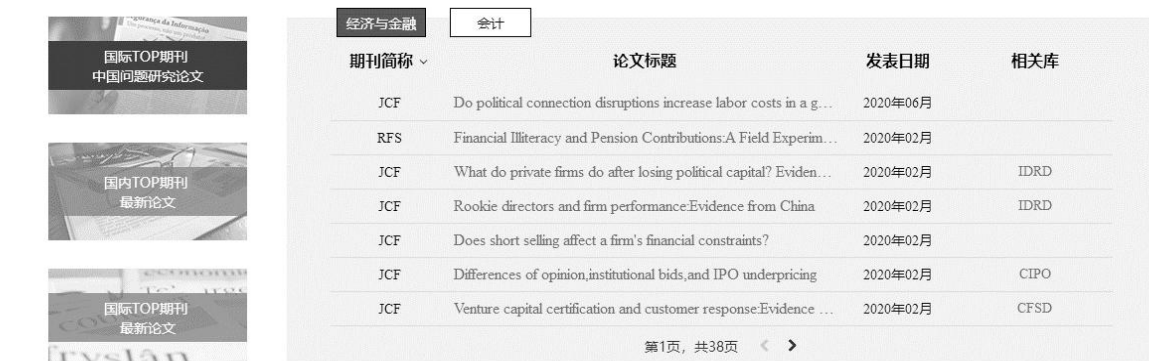 国际TOP期刊
中国问题研究论文
国内TOP期刊
最新论文
国际TOP期刊
最新论文
经济与金融 会计
期刊简称 论文标题 发表日期 相关库
JCF Do political connection disruptions increase labor costs in a g... 2020年06月
RFS Financial Illiteracy and Pension Contributions:A Field Experim... 2020年02月
JCF What do private firms do after losing political capital? Eviden... 2020年02月 IDRD
JCF Rookie directors and firm performance:Evidence from China 2020年02月 IDRD
JCF Does short selling affect a firm's financial constraints? 2020年02月
JCF Differences of opinion,institutional bids,and IPO underpricing 2020年02月 CIPO
JCF Venture capital certification and customer response:Evidence ... 2020年02月 CFSD
第1页，共38页